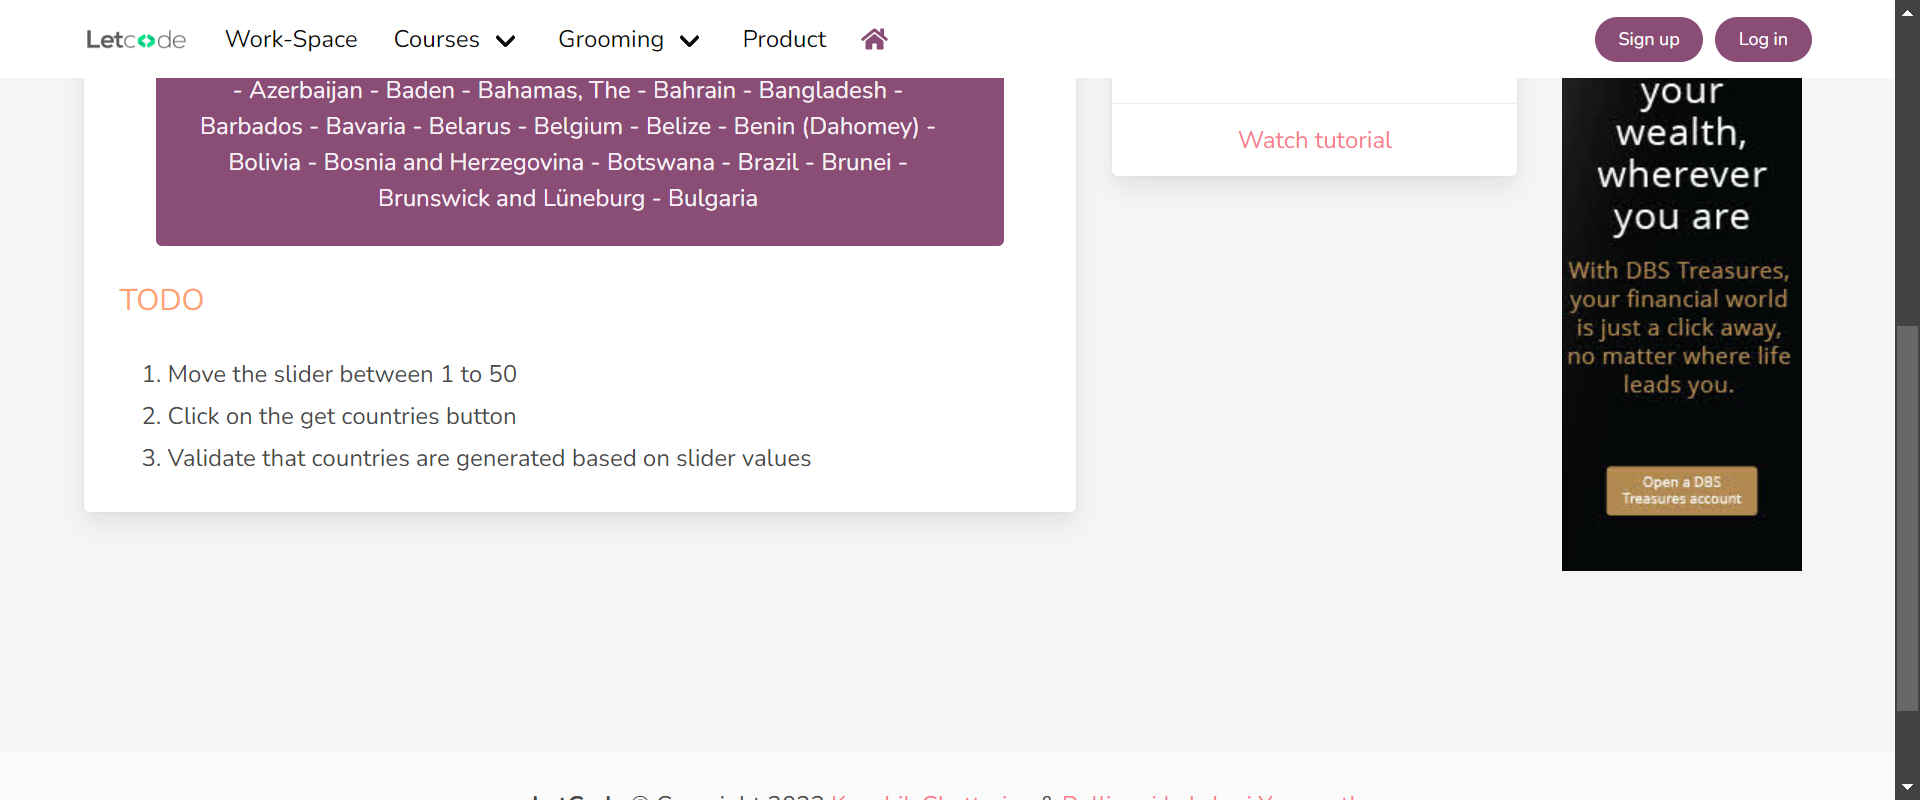 Letcode Work-Space Courses Grooming Product Sign up Log in
- Azerbaijan - Baden - Bahamas, The - Bahrain - Bangladesh -
Barbados - Bavaria - Belarus - Belgium - Belize - Benin (Dahomey) -
Bolivia - Bosnia and Herzegovina - Botswana - Brazil - Brunei -
Brunswick and Lüneburg - Bulgaria
TODO
1. Move the slider between 1 to 50
2. Click on the get countries button
3. Validate that countries are generated based on slider values
Watch tutorial
your
wealth,
wherever
you are
With DBS Treasures,
your financial world
is just a click away,
no matter where life
leads you.
Open a DBS
Treasures account
LetCode © Copyright 2022